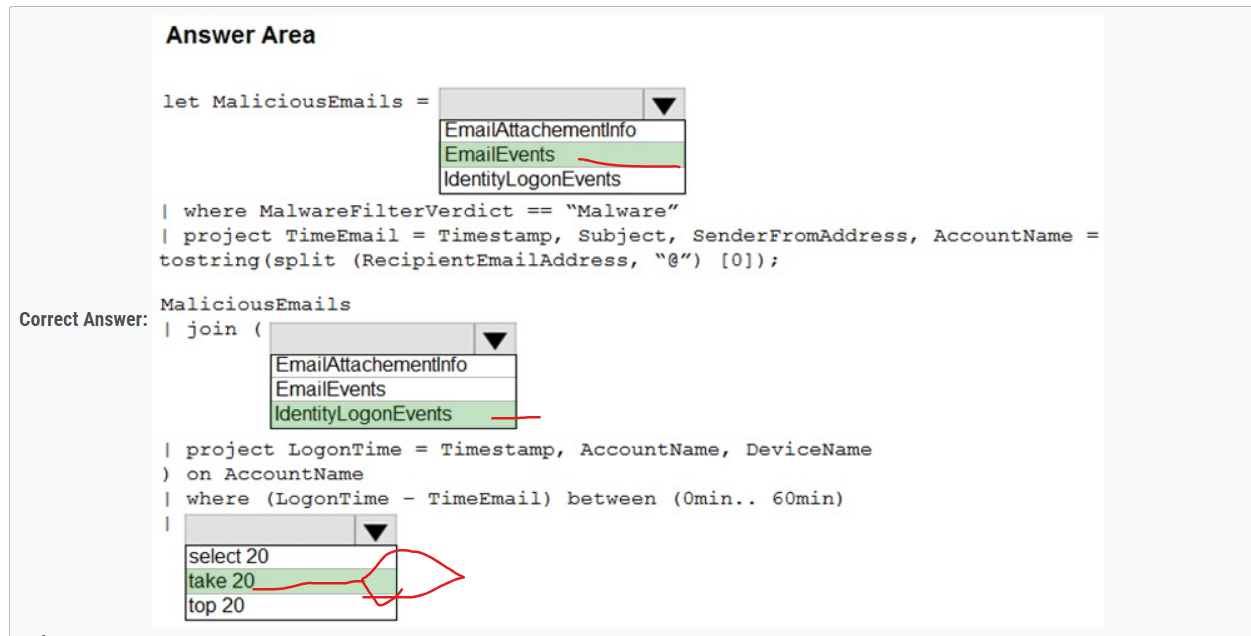 Answer Area
let MaliciousEmails =
EmailAttachementInfo
EmailEvents
IdentityLogonEvents
| where MalwareFilterVerdict == “Malware”
| project TimeEmail = Timestamp, Subject, SenderFromAddress, AccountName =
tostring(split (RecipientEmailAddress, “@”) [0]);
MaliciousEmails
Correct Answer:
| join (
EmailAttachementInfo
EmailEvents
IdentityLogonEvents
| project LogonTime = Timestamp, AccountName, DeviceName
) on AccountName
| where (LogonTime – TimeEmail) between (0min.. 60min)
|
select 20
take 20
top 20